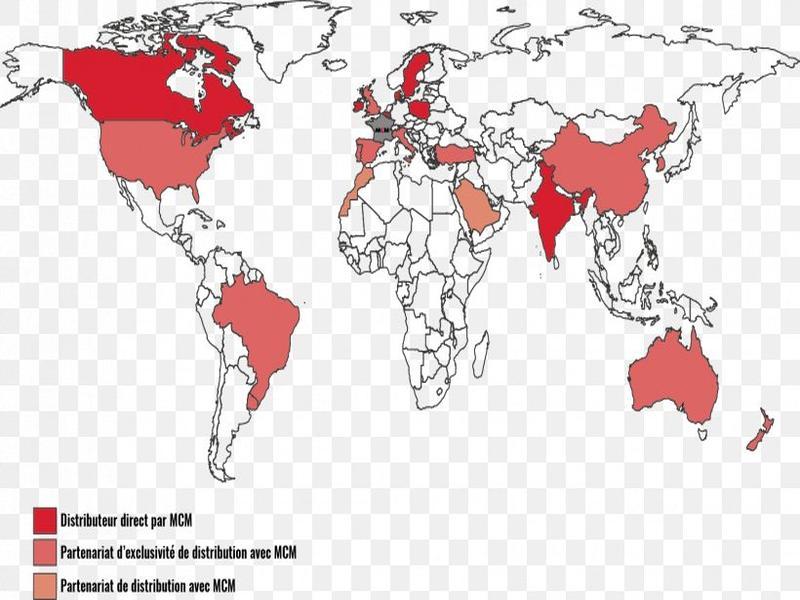 MCM
Distributeur direct par MCM
Partenariat d'exclusivité de distribution avec MCM
Partenariat de distribution avec MCM